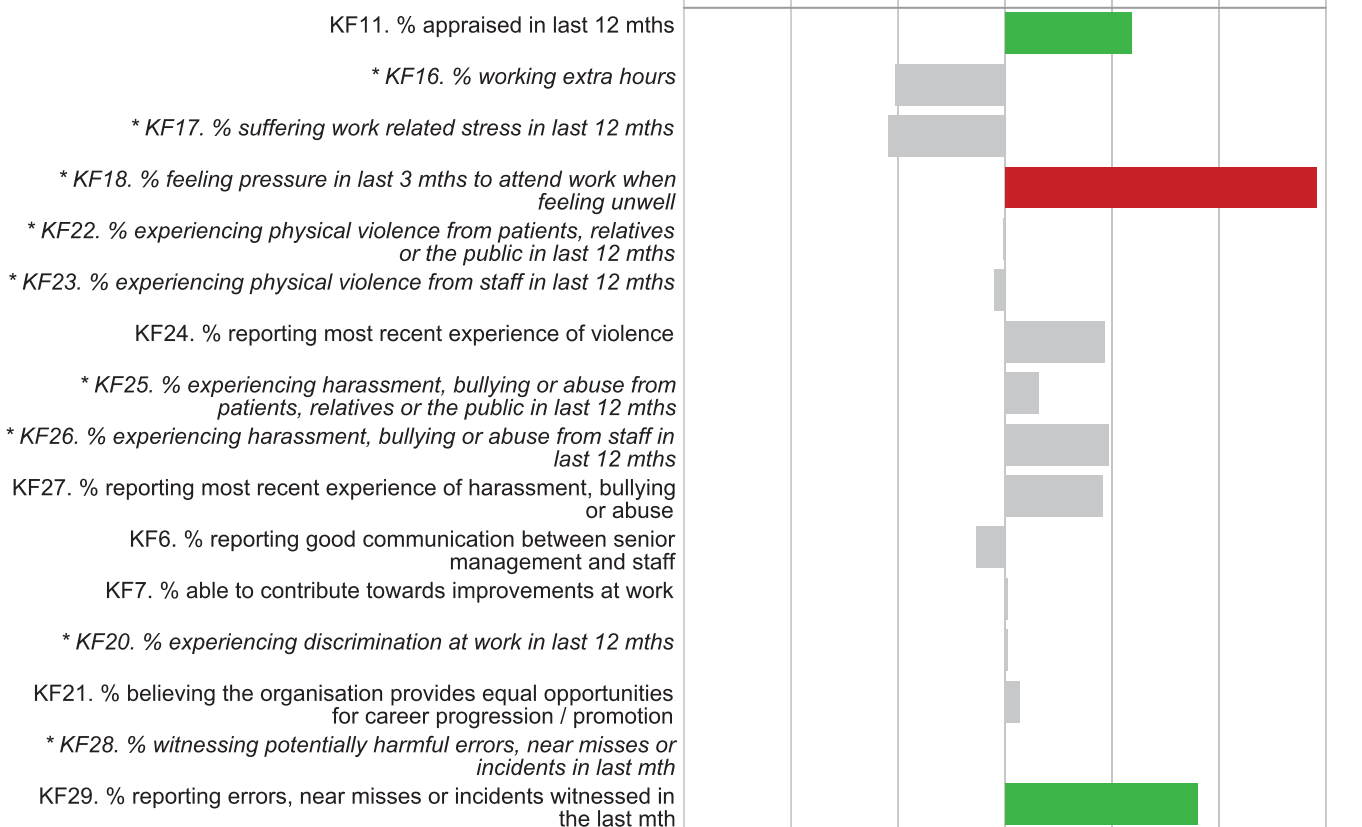 KF11. % appraised in last 12 mths
* KF16. % working extra hours
* KF17. % suffering work related stress in last 12 mths
* KF18. % feeling pressure in last 3 mths to attend work when
feeling unwell
* KF22. % experiencing physical violence from patients, relatives
or the public in last 12 mths
* KF23. % experiencing physical violence from staff in last 12 mths
KF24. % reporting most recent experience of violence
* KF25. % experiencing harassment, bullying or abuse from
patients, relatives or the public in last 12 mths
* KF26. % experiencing harassment, bullying or abuse from staff in
last 12 mths
KF27. % reporting most recent experience of harassment, bullying
or abuse
KF6. % reporting good communication between senior
management and staff
KF7. % able to contribute towards improvements at work
* KF20. % experiencing discrimination at work in last 12 mths
KF21. % believing the organisation provides equal opportunities
for career progression / promotion
* KF28. % witnessing potentially harmful errors, near misses or
incidents in last mth
KF29. % reporting errors, near misses or incidents witnessed in
the last mth